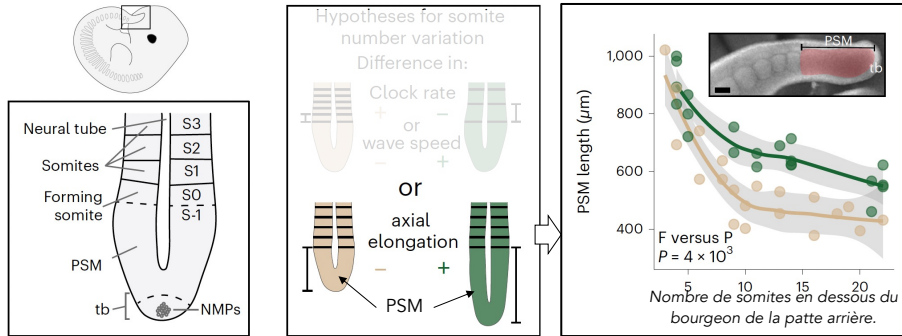 Neural tube
Somites
Forming
somite
PSM
tb
S3
S2
S1
S0
S-1
NMPs
Hypotheses for somite
number variation
Difference in:
Clock rate
+ −
or
wave speed
− +
or
axial
elongation
− +
PSM
PSM length (µm)
1,000
800
600
400
PSM
tb
F versus P
P = 4 × 10³
5 10 15 20
Nombre de somites en dessous du
bourgeon de la patte arrière.